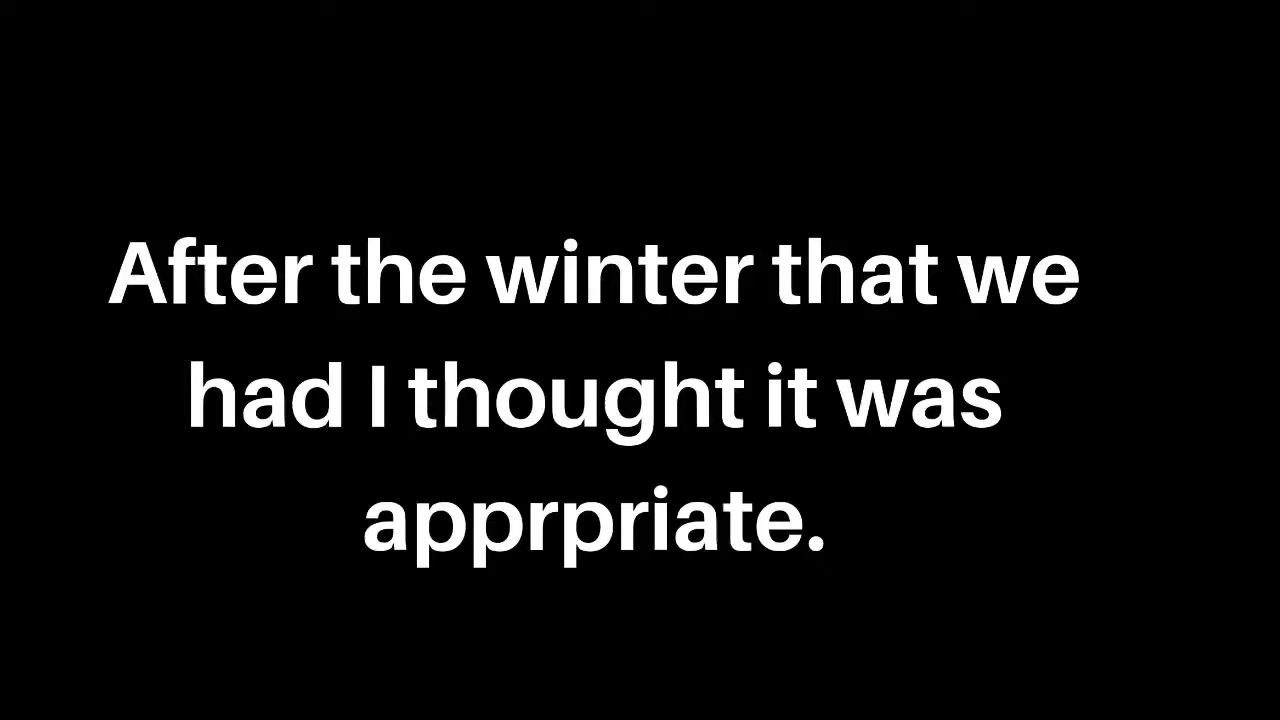 After the winter that we
had I thought it was
apprpriate.